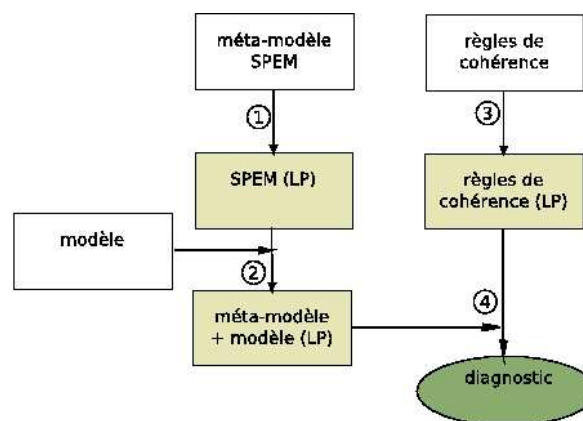 méta-modèle
SPEM
règles de
cohérence
①
③
SPEM (LP)
règles de
cohérence (LP)
modèle
②
④
méta-modèle
+ modèle (LP)
diagnostic